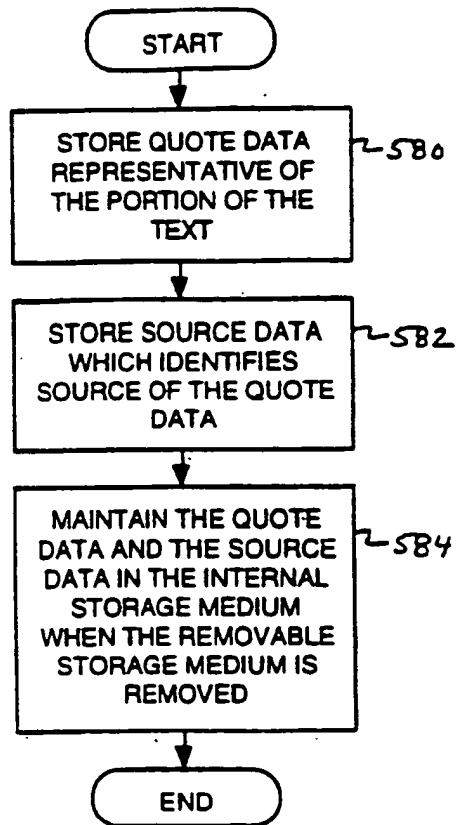 START
STORE QUOTE DATA
REPRESENTATIVE OF
THE PORTION OF THE
TEXT
580
STORE SOURCE DATA
WHICH IDENTIFIES
SOURCE OF THE QUOTE
DATA
582
MAINTAIN THE QUOTE
DATA AND THE SOURCE
DATA IN THE INTERNAL
STORAGE MEDIUM
WHEN THE REMOVABLE
STORAGE MEDIUM IS
REMOVED
584
END